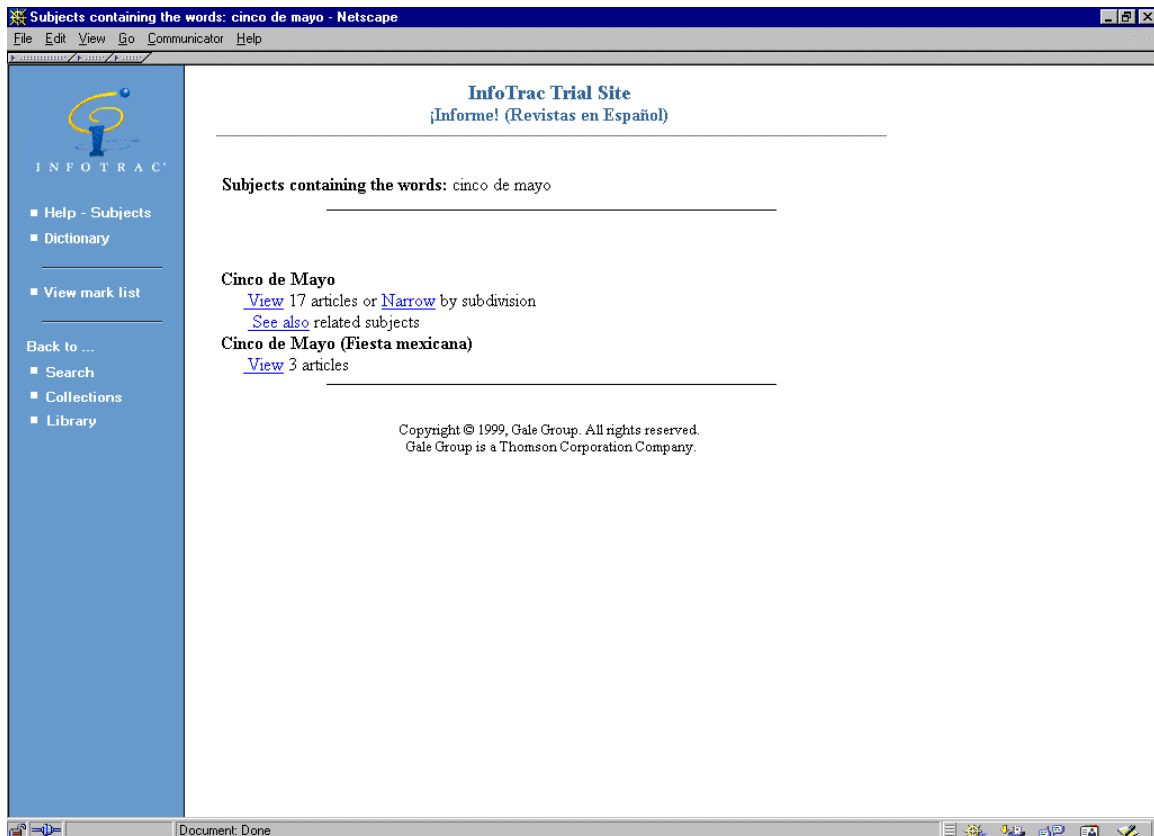 Subjects containing the words: cinco de mayo - Netscape
File Edit View Go Communicator Help
INFOTRAC
Help - Subjects
Dictionary
View mark list
Back to ...
Search
Collections
Library
InfoTrac Trial Site
¡Informe! (Revistas en Español)
Subjects containing the words: cinco de mayo
Cinco de Mayo
View 17 articles or Narrow by subdivision
See also related subjects
Cinco de Mayo (Fiesta mexicana)
View 3 articles
Copyright © 1999, Gale Group. All rights reserved.
Gale Group is a Thomson Corporation Company.
Document: Done